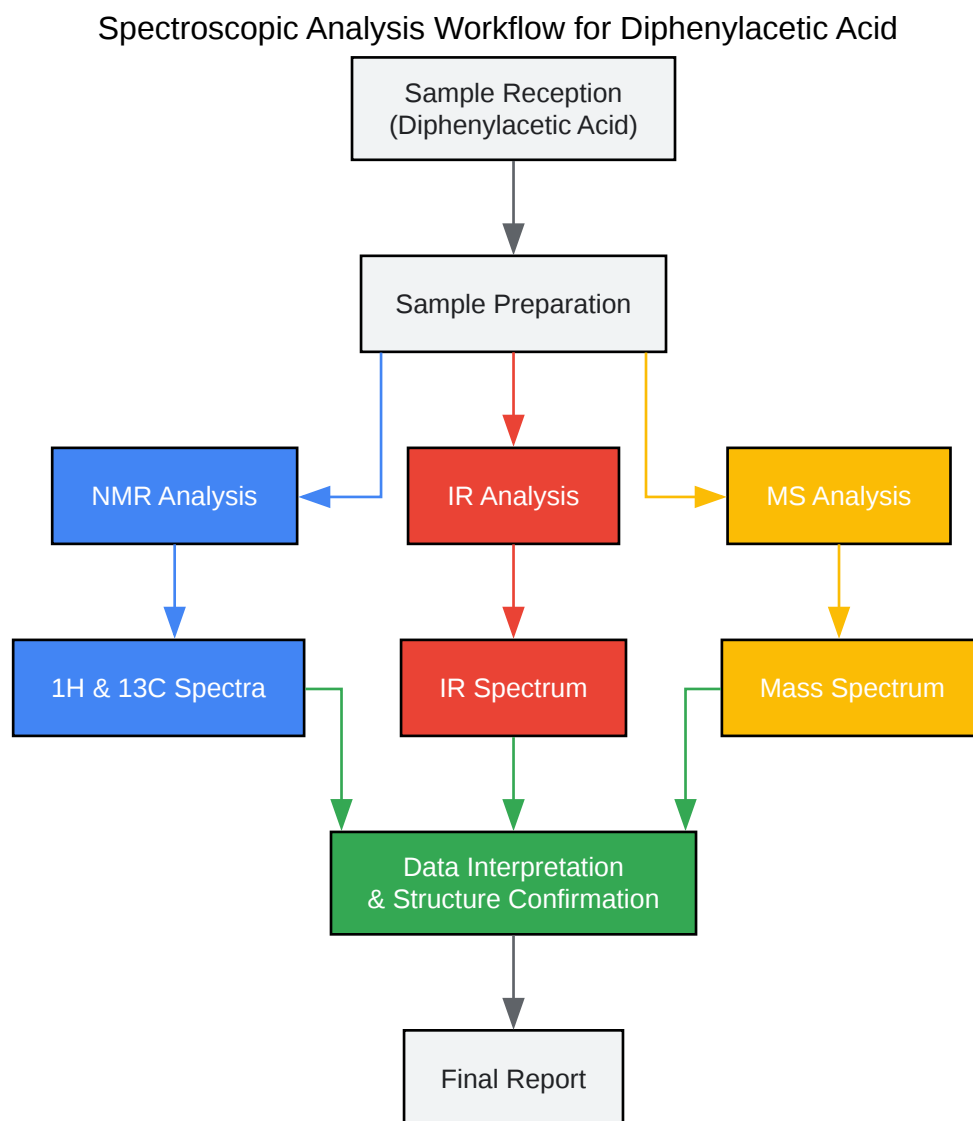 Spectroscopic Analysis Workflow for Diphenylacetic Acid
Sample Reception
(Diphenylacetic Acid)
Sample Preparation
NMR Analysis
IR Analysis
MS Analysis
1H & 13C Spectra
IR Spectrum
Mass Spectrum
Data Interpretation
& Structure Confirmation
Final Report